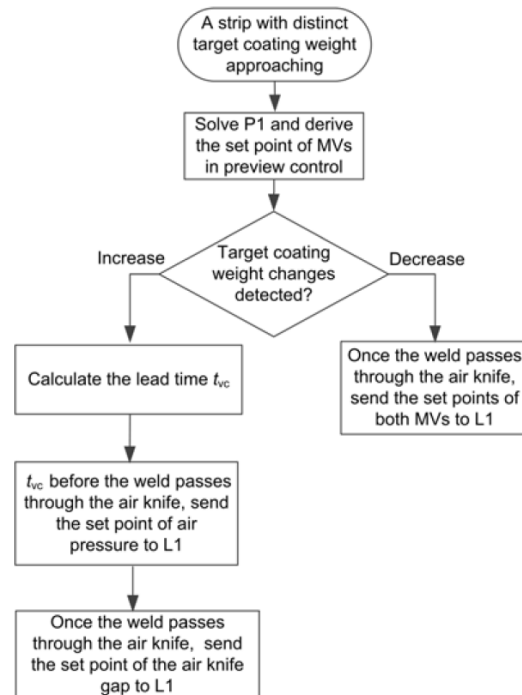 A strip with distinct
target coating weight
approaching
Solve P1 and derive
the set point of MVs
in preview control
Increase
Target coating
weight changes
detected?
Decrease
Calculate the lead time tvc
Once the weld passes
through the air knife,
send the set points of
both MVs to L1
tvc before the weld passes
through the air knife, send
the set point of air
pressure to L1
Once the weld passes
through the air knife, send
the set point of the air knife
gap to L1